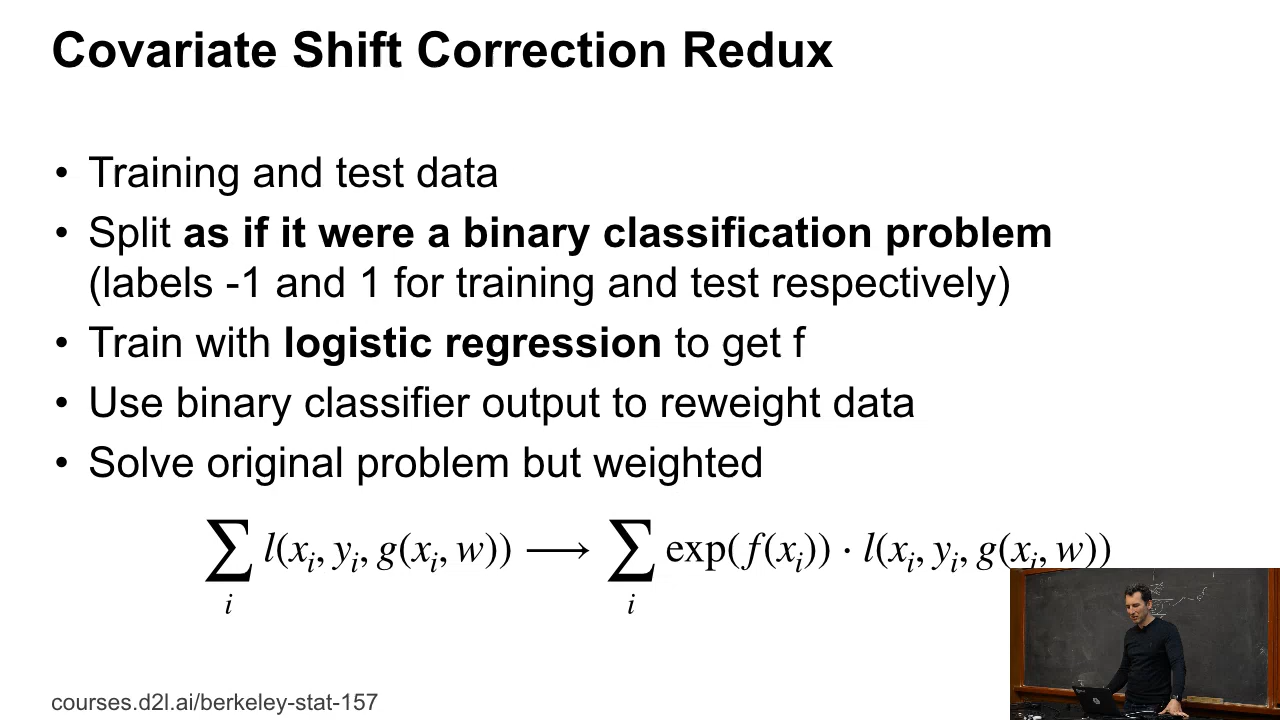 Covariate Shift Correction Redux
• Training and test data
• Split as if it were a binary classification problem
(labels -1 and 1 for training and test respectively)
• Train with logistic regression to get f
• Use binary classifier output to reweight data
• Solve original problem but weighted
∑_i l(x_i, y_i, g(x_i, w)) ⟶ ∑_i exp(f(x_i)) · l(x_i, y_i, g(x_i, w))
courses.d2l.ai/berkeley-stat-157